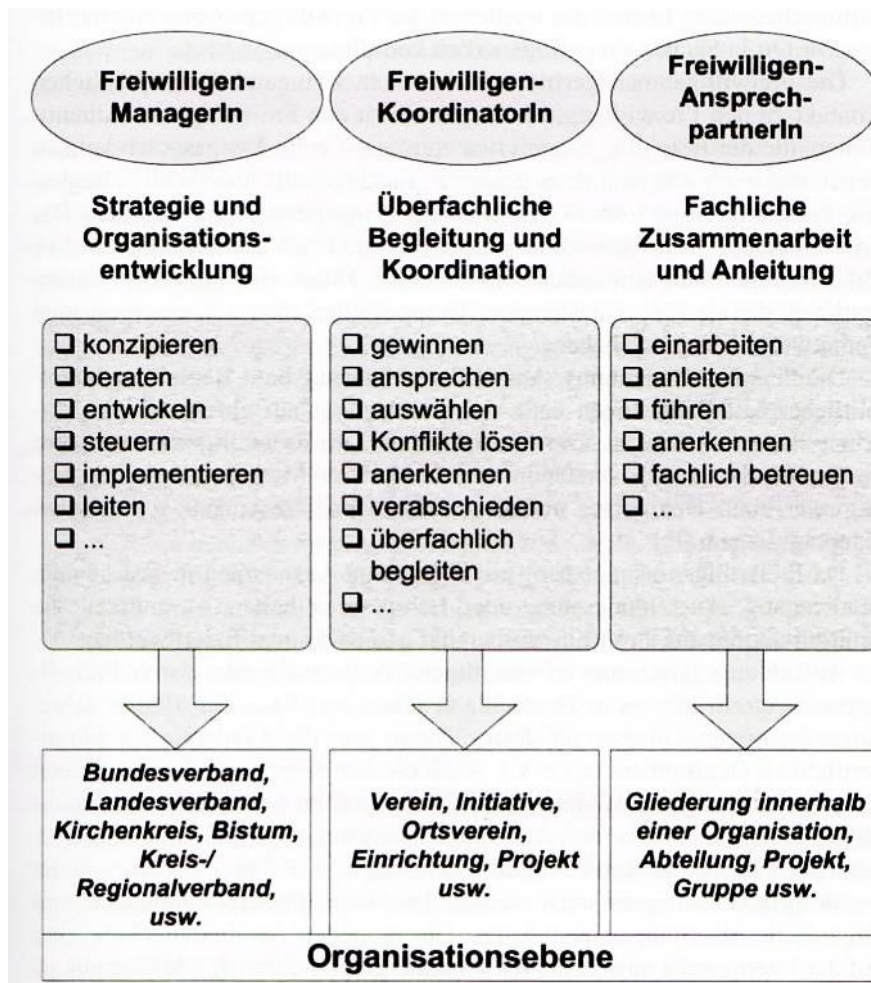 Freiwilligen-
ManagerIn
Freiwilligen-
KoordinatorIn
Freiwilligen-
Ansprech-
partnerIn
Strategie und
Organisations-
entwicklung
Überfachliche
Begleitung und
Koordination
Fachliche
Zusammenarbeit
und Anleitung
❑ konzipieren
❑ beraten
❑ entwickeln
❑ steuern
❑ implementieren
❑ leiten
❑ ...
❑ gewinnen
❑ ansprechen
❑ auswählen
❑ Konflikte lösen
❑ anerkennen
❑ verabschieden
❑ überfachlich
begleiten
❑ ...
❑ einarbeiten
❑ anleiten
❑ führen
❑ anerkennen
❑ fachlich betreuen
❑ ...
Bundesverband,
Landesverband,
Kirchenkreis, Bistum,
Kreis-/
Regionalverband,
usw.
Verein, Initiative,
Ortsverein,
Einrichtung, Projekt
usw.
Gliederung innerhalb
einer Organisation,
Abteilung, Projekt,
Gruppe usw.
Organisationsebene